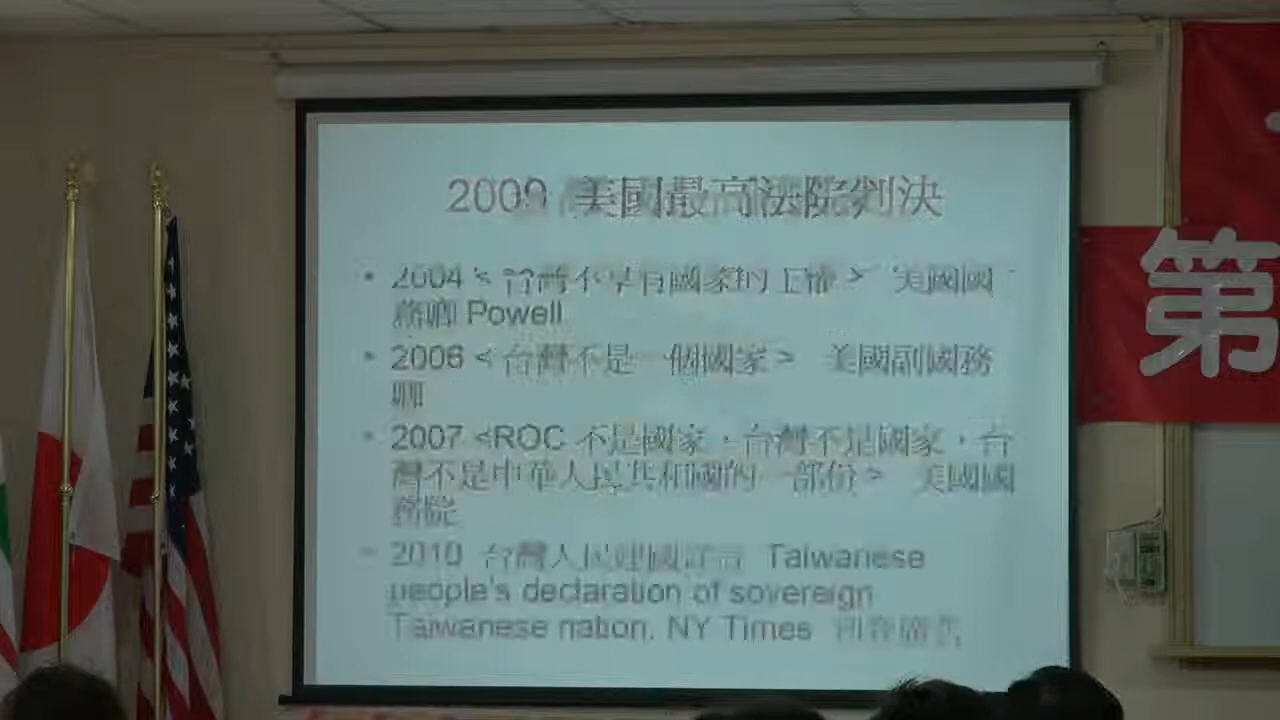 2009 美國最高法院判決
• 2004 < 台灣不享有國家的主權 > 美國國
務卿 Powell
• 2006 < 台灣不是一個國家 > 美國副國務
卿
• 2007 <ROC 不是國家，台灣不是國家，台
灣不是中華人民共和國的一部份 > 美國國
務院
• 2010 台灣人民建國 Taiwanese
people's declaration of sovereign
Taiwanese nation, NY Times
第